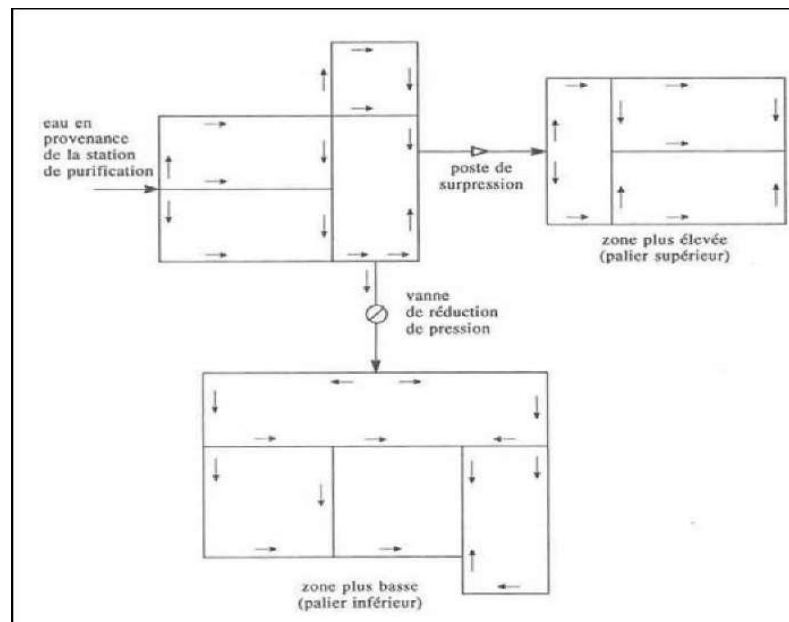 eau en
provenance
de la station
de purification
poste de
surpression
zone plus élevée
(palier supérieur)
vanne
de réduction
de pression
zone plus basse
(palier inférieur)